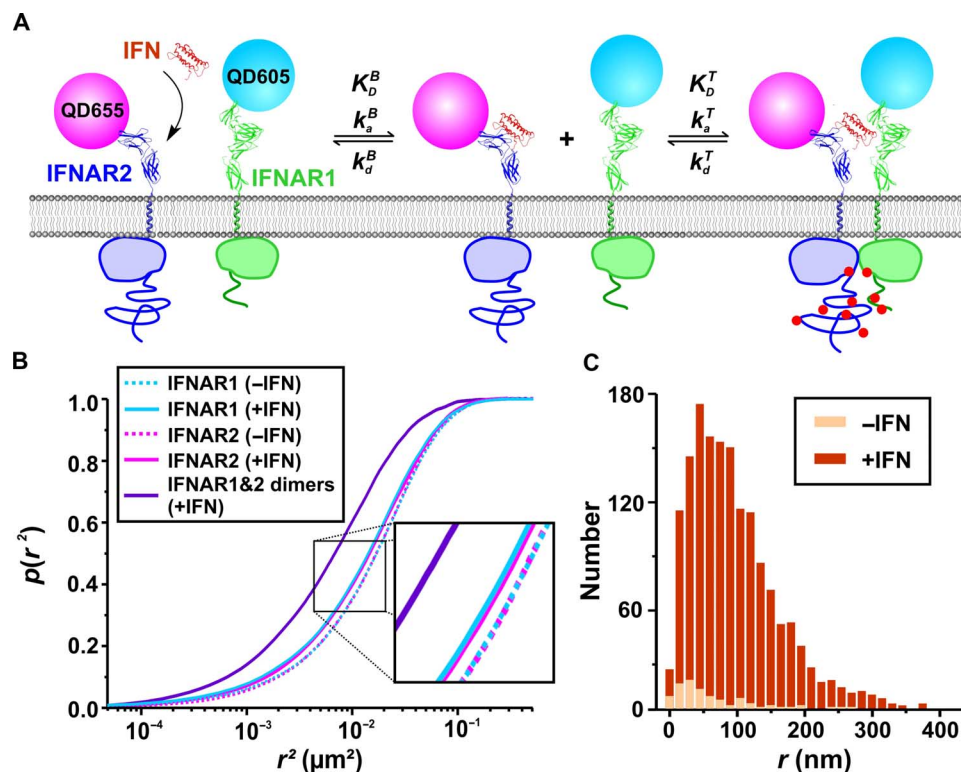 A
IFN
QD655
QD605
IFNAR2
IFNAR1
K_D^B
k_a^B
k_d^B
+
K_D^T
k_a^T
k_d^T
B
IFNAR1 (–IFN)
IFNAR1 (+IFN)
IFNAR2 (–IFN)
IFNAR2 (+IFN)
IFNAR1&2 dimers
(+IFN)
p(r²)
1.0
0.8
0.6
0.4
0.2
0.0
10⁻⁴
10⁻³
10⁻²
10⁻¹
r² (µm²)
C
–IFN
+IFN
Number
180
120
60
0
0
100
200
300
400
r (nm)